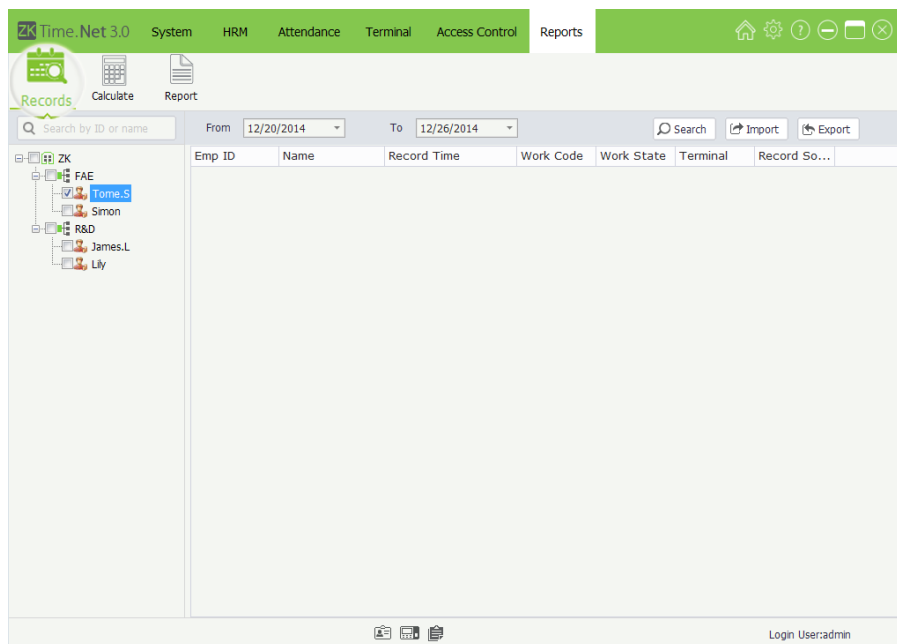 ZK Time.Net 3.0 System HRM Attendance Terminal Access Control Reports
Records Calculate Report
Search by ID or name From 12/20/2014 To 12/26/2014 Search Import Export
Emp ID Name Record Time Work Code Work State Terminal Record So...
ZK
FAE
Tome.S
Simon
R&D
James.L
Lily
Login User:admin